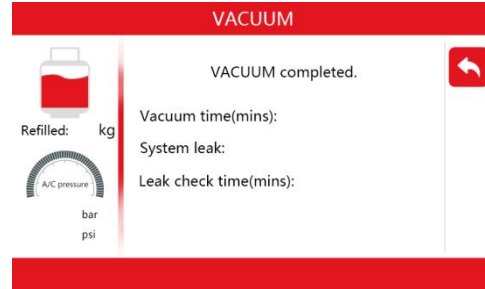 VACUUM
VACUUM completed.
Vacuum time(mins):
System leak:
Leak check time(mins):
Refilled: kg
A/C pressure
bar
psi